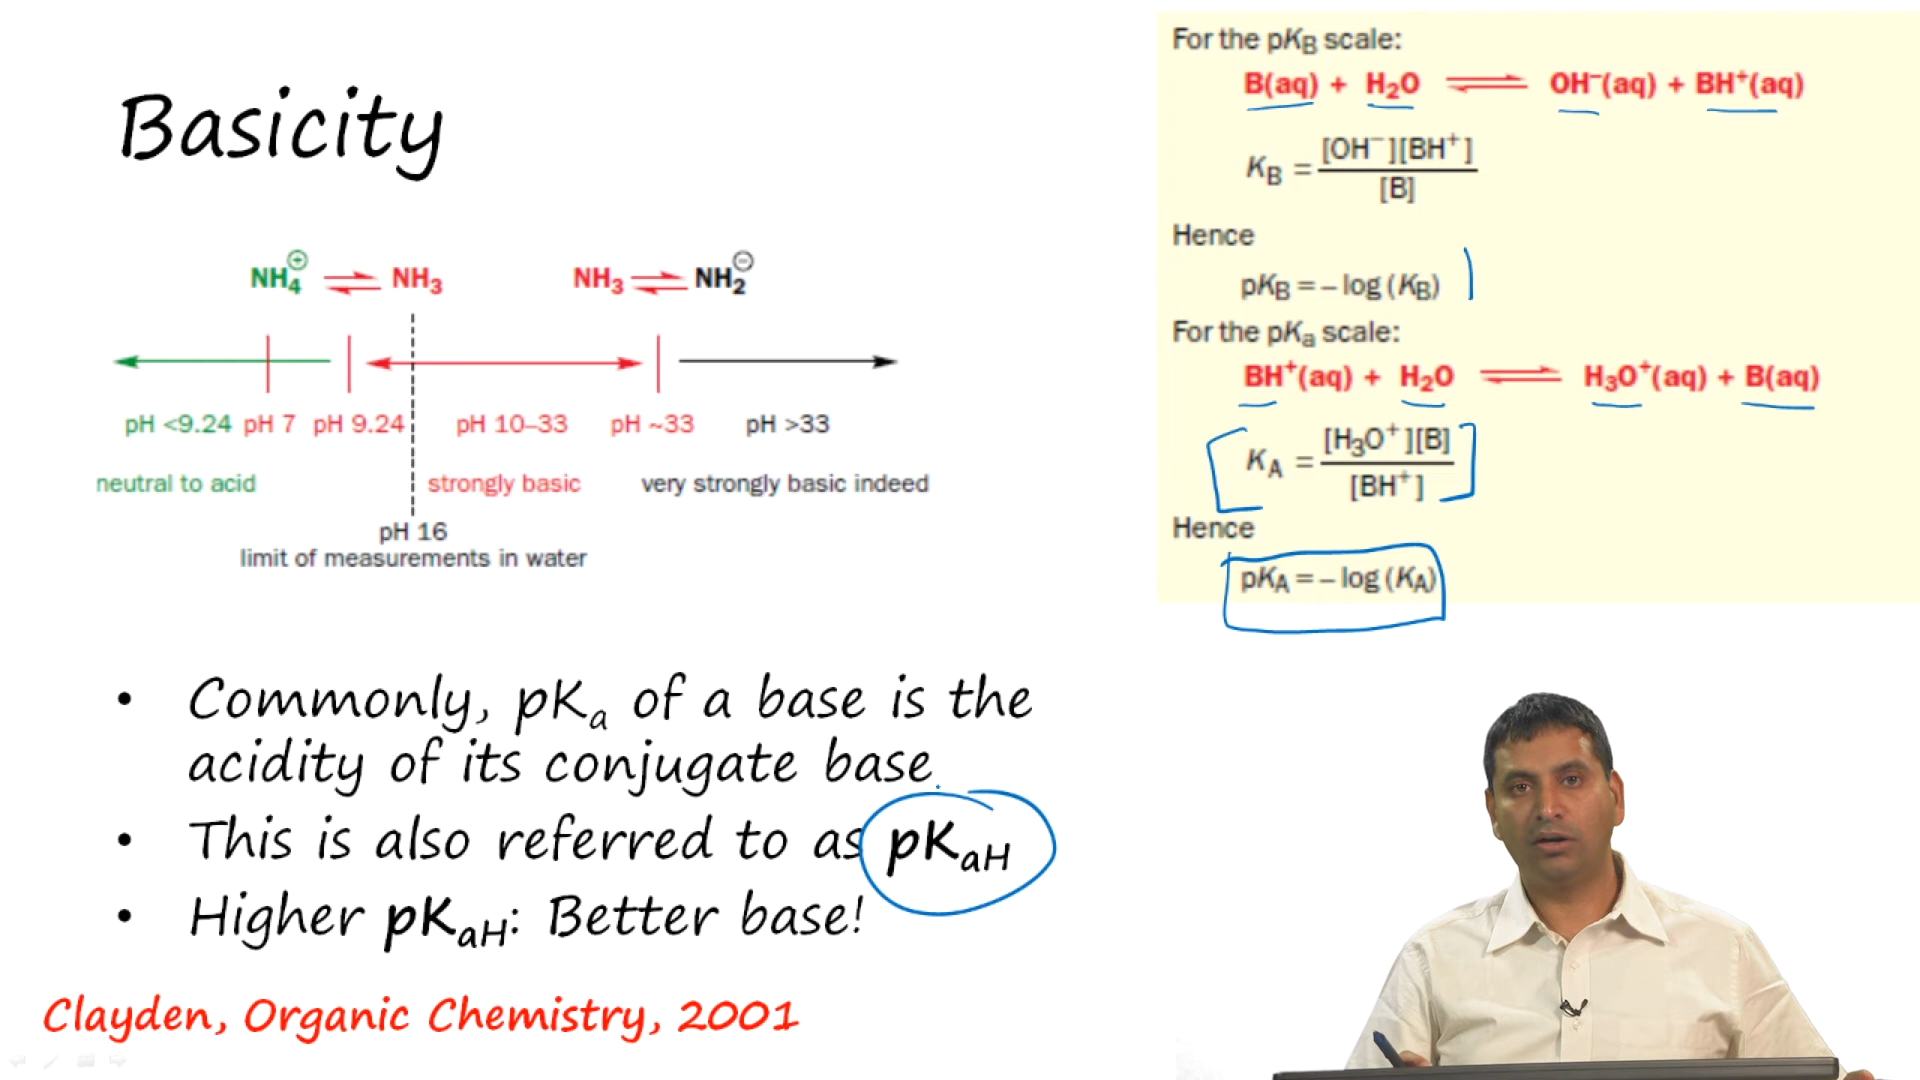 Basicity
NH₄⊕ ⇌ NH₃
NH₃ ⇌ NH₂⊖
pH <9.24 pH 7 pH 9.24 pH 10–33 pH ~33 pH >33
neutral to acid strongly basic very strongly basic indeed
pH 16
limit of measurements in water
• Commonly, pKₐ of a base is the
acidity of its conjugate base.
• This is also referred to as pKaH
• Higher pKaH: Better base!
Clayden, Organic Chemistry, 2001
For the pKB scale:
B(aq) + H₂O ⇌ OH⁻(aq) + BH⁺(aq)
KB = [OH⁻][BH⁺] / [B]
Hence
pKB = – log (KB)
For the pKa scale:
BH⁺(aq) + H₂O ⇌ H₃O⁺(aq) + B(aq)
KA = [H₃O⁺][B] / [BH⁺]
Hence
pKA = – log (KA)